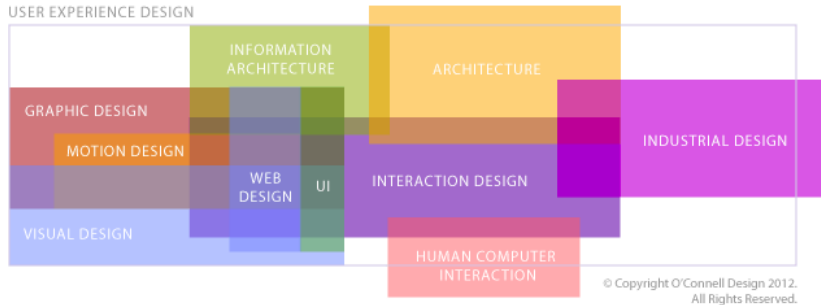 USER EXPERIENCE DESIGN
INFORMATION
ARCHITECTURE
ARCHITECTURE
GRAPHIC DESIGN
INDUSTRIAL DESIGN
MOTION DESIGN
WEB
DESIGN
UI
INTERACTION DESIGN
VISUAL DESIGN
HUMAN COMPUTER
INTERACTION
© Copyright O'Connell Design 2012.
All Rights Reserved.